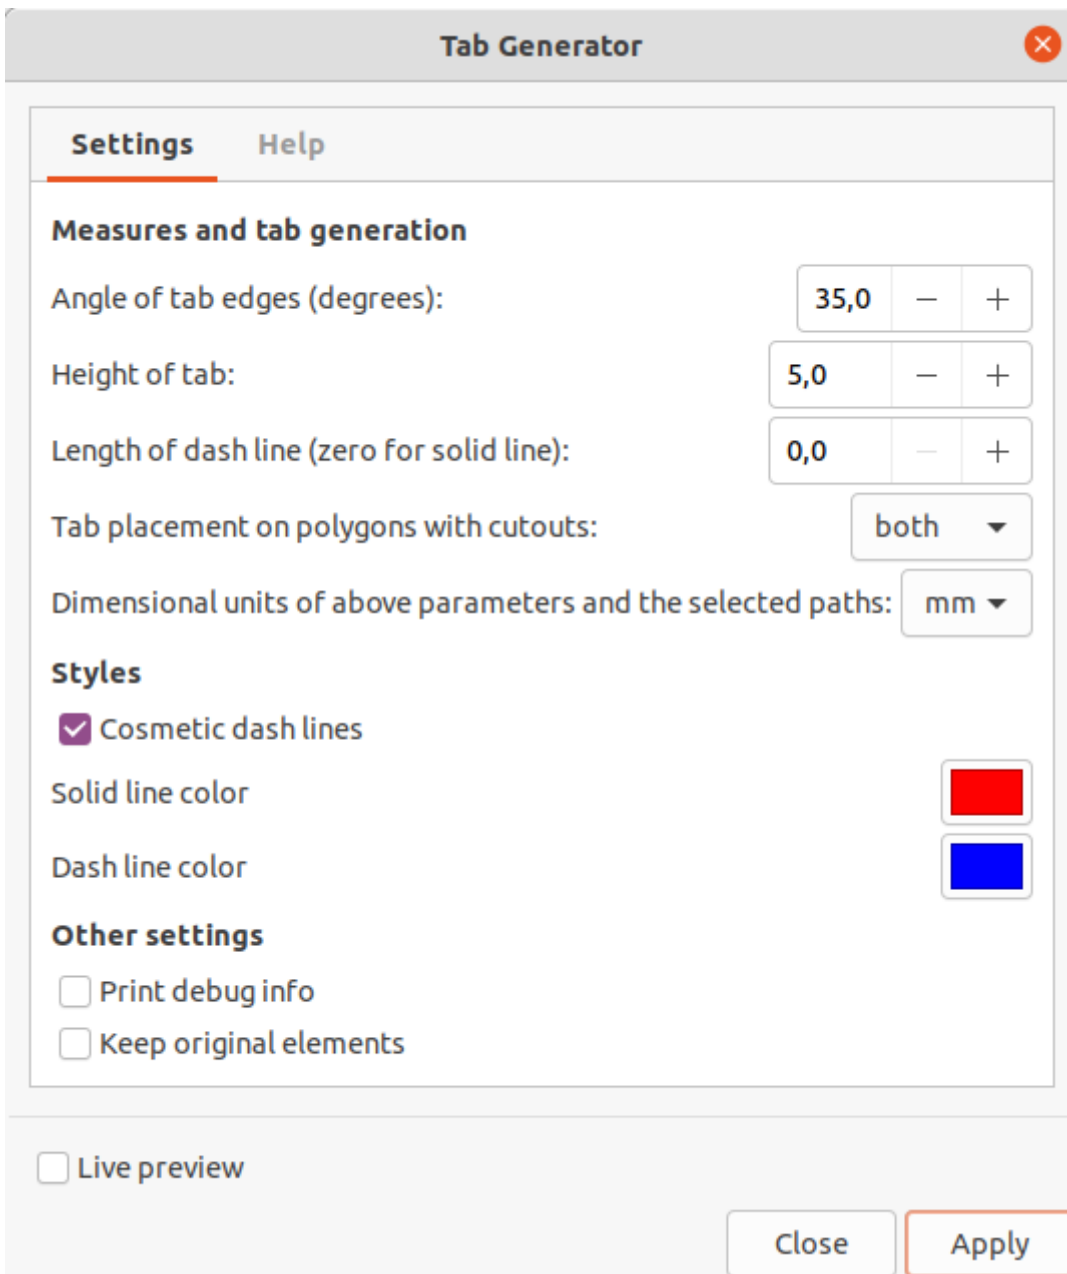 Tab Generator
Settings Help
Measures and tab generation
Angle of tab edges (degrees): 35,0
Height of tab: 5,0
Length of dash line (zero for solid line): 0,0
Tab placement on polygons with cutouts: both
Dimensional units of above parameters and the selected paths: mm
Styles
Cosmetic dash lines
Solid line color
Dash line color
Other settings
Print debug info
Keep original elements
Live preview
Close Apply